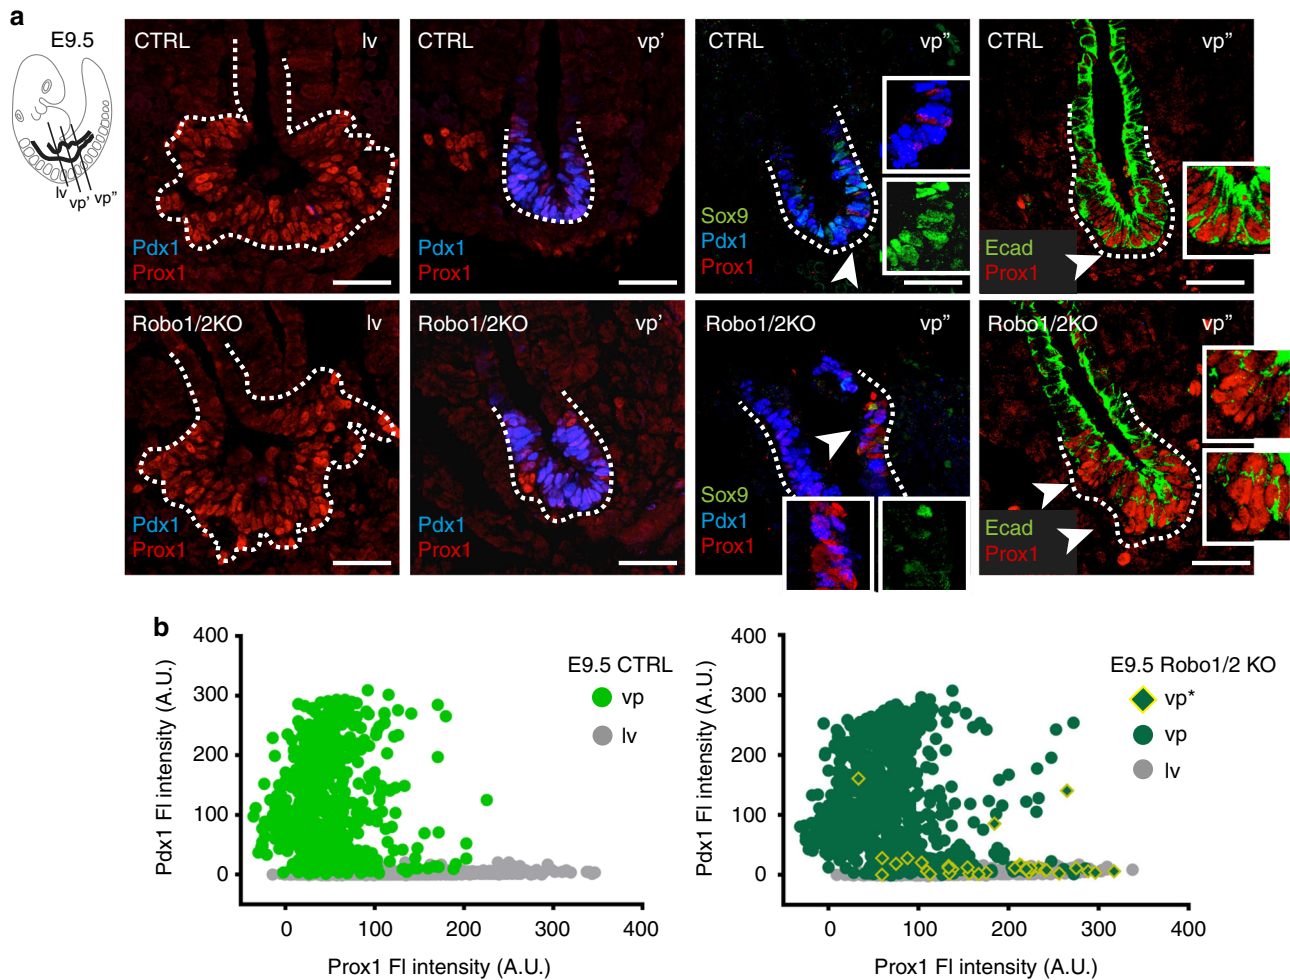 a
E9.5
lv
vp'
vp"
CTRL
lv
Pdx1
Prox1
CTRL
vp'
Pdx1
Prox1
CTRL
vp"
Sox9
Pdx1
Prox1
CTRL
vp"
Ecad
Prox1
Robo1/2KO
lv
Pdx1
Prox1
Robo1/2KO
vp'
Pdx1
Prox1
Robo1/2KO
vp"
Sox9
Pdx1
Prox1
Robo1/2KO
vp"
Ecad
Prox1
b
Pdx1 FI intensity (A.U.)
400
300
200
100
0
0 100 200 300 400
Prox1 FI intensity (A.U.)
E9.5 CTRL
vp
lv
Pdx1 FI intensity (A.U.)
400
300
200
100
0
0 100 200 300 400
Prox1 FI intensity (A.U.)
E9.5 Robo1/2 KO
vp*
vp
lv